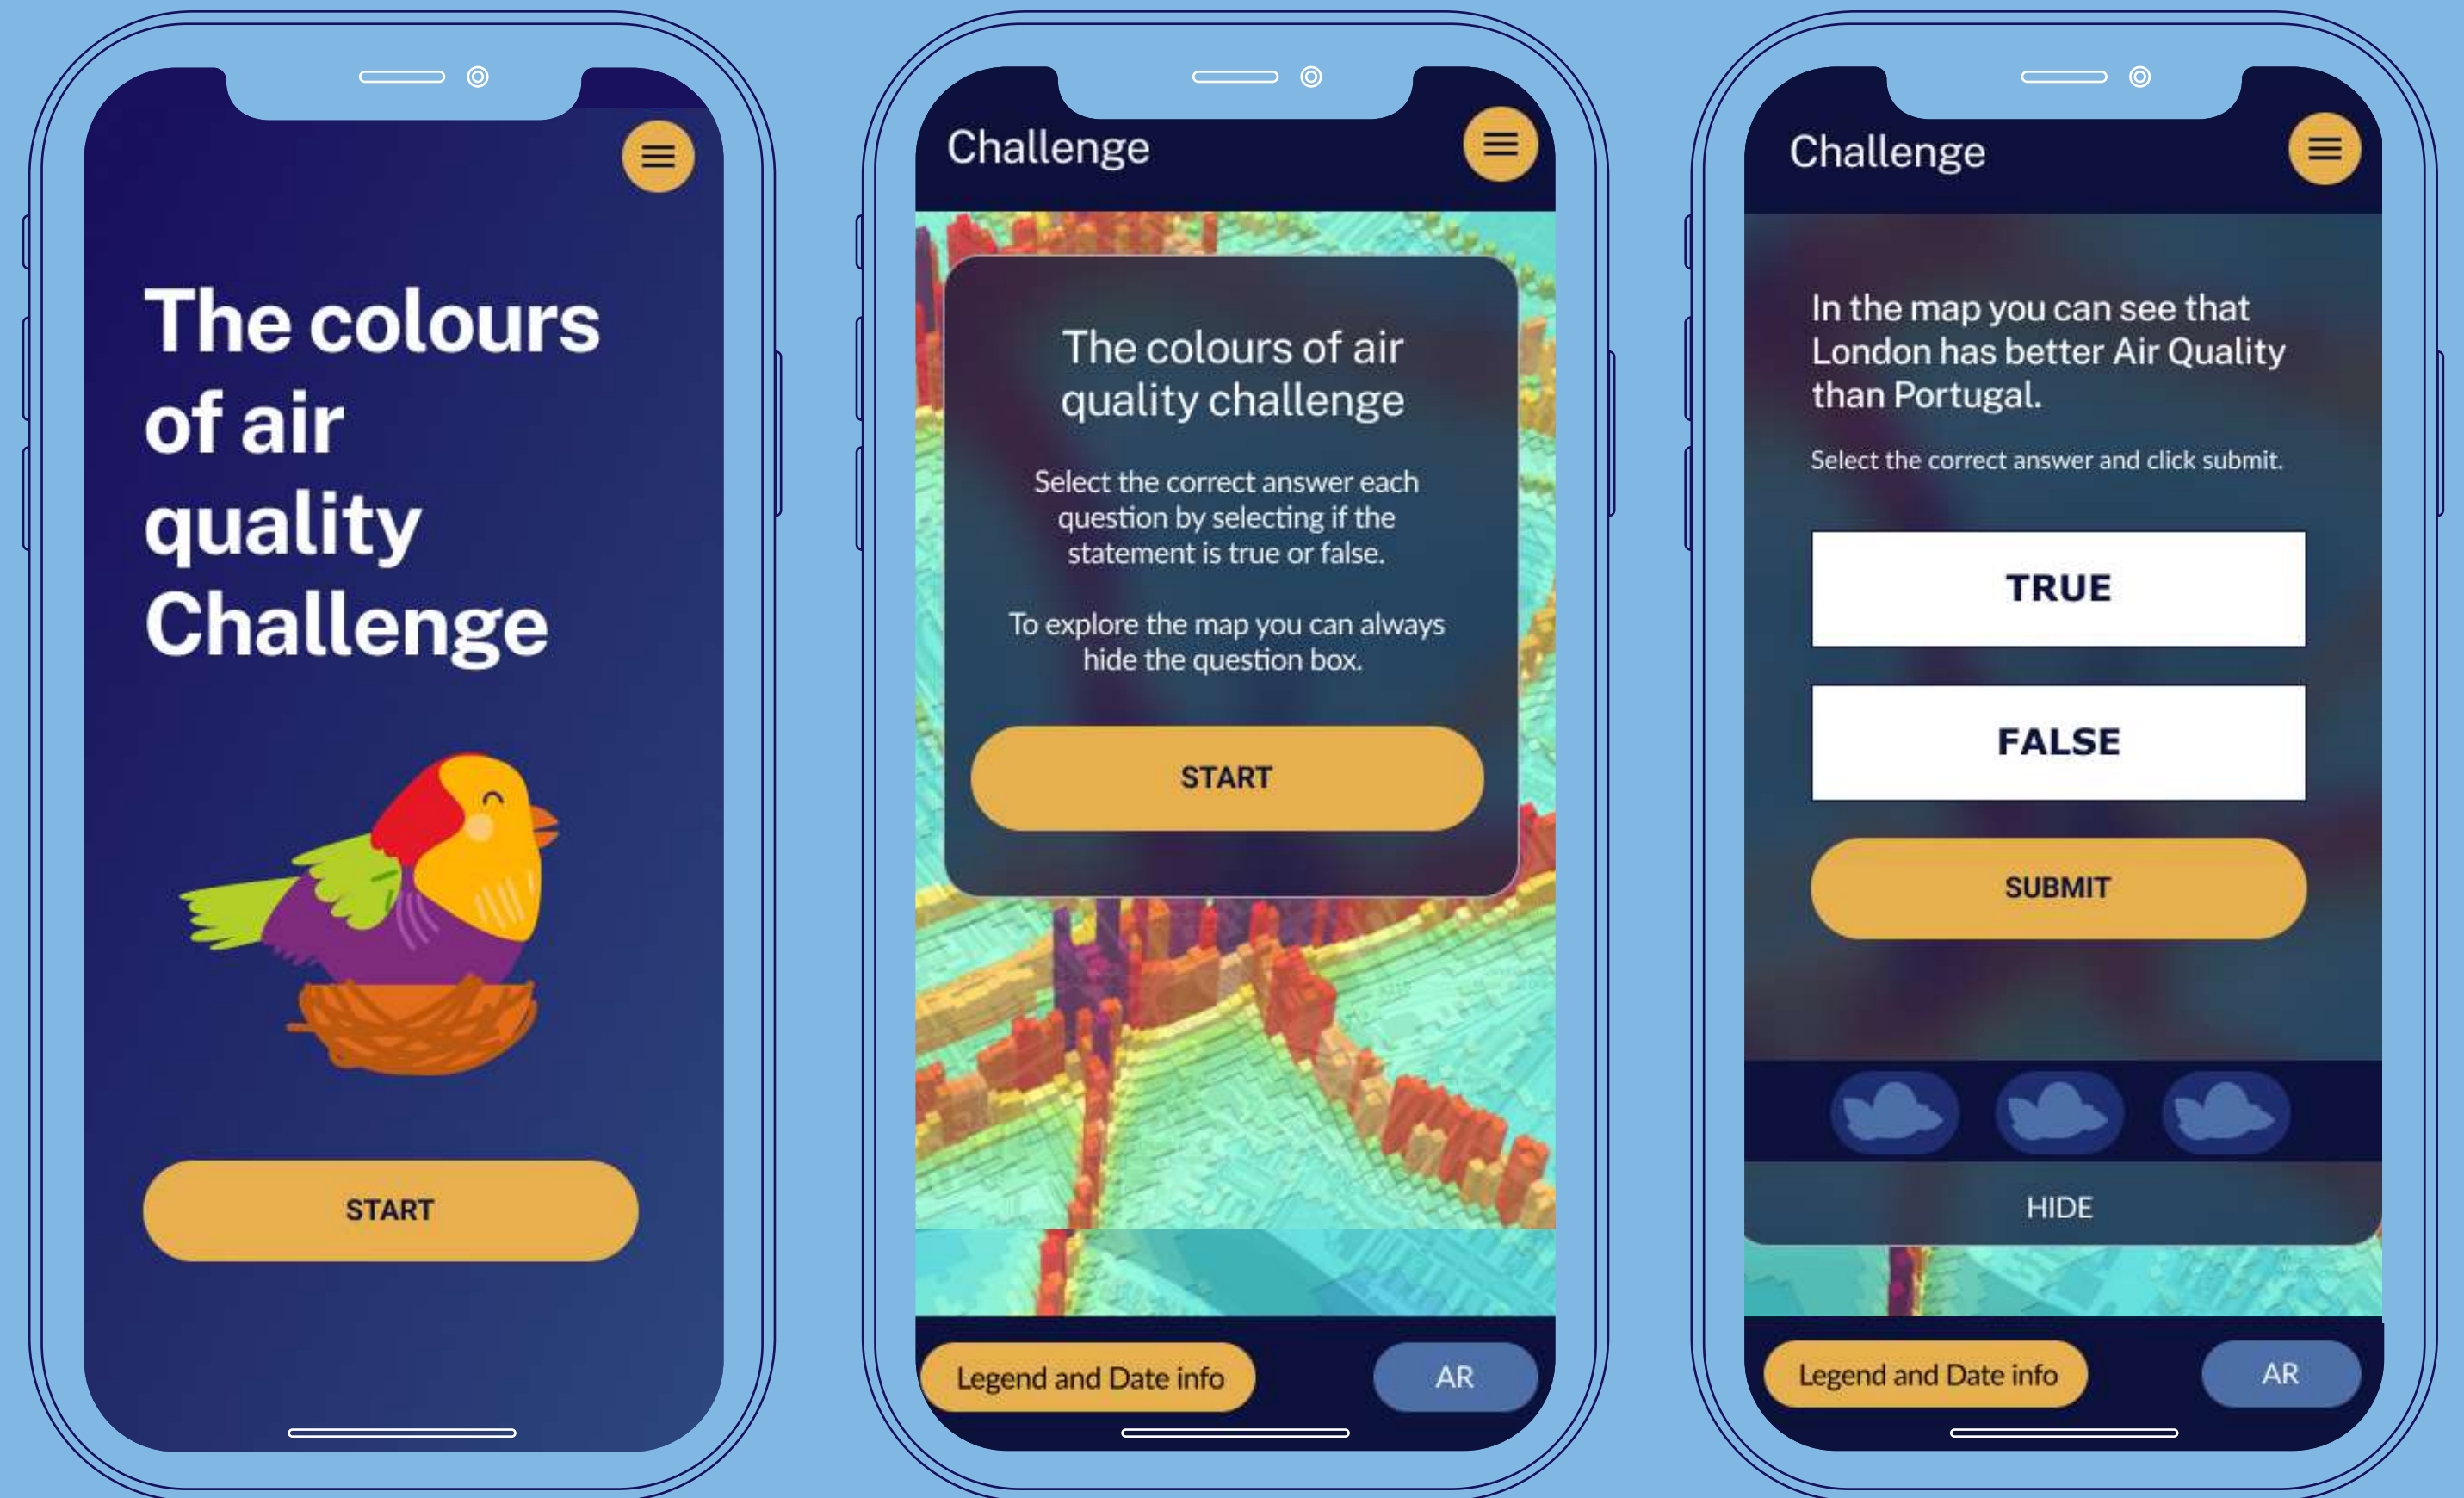 The colours
of air
quality
Challenge
START
Challenge
The colours of air
quality challenge
Select the correct answer each
question by selecting if the
statement is true or false.
To explore the map you can always
hide the question box.
START
Legend and Date info
AR
Challenge
In the map you can see that
London has better Air Quality
than Portugal.
Select the correct answer and click submit.
TRUE
FALSE
SUBMIT
HIDE
Legend and Date info
AR